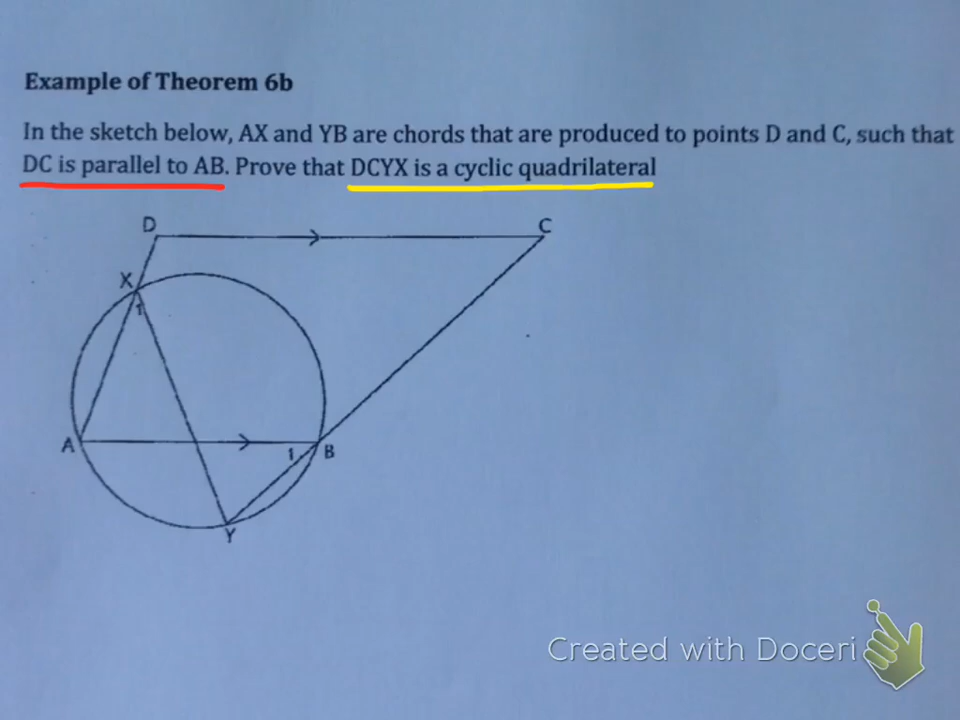 Example of Theorem 6b
In the sketch below, AX and YB are chords that are produced to points D and C, such that
DC is parallel to AB. Prove that DCYX is a cyclic quadrilateral
D
C
X
1
A
1
B
Y
Created with Doceri